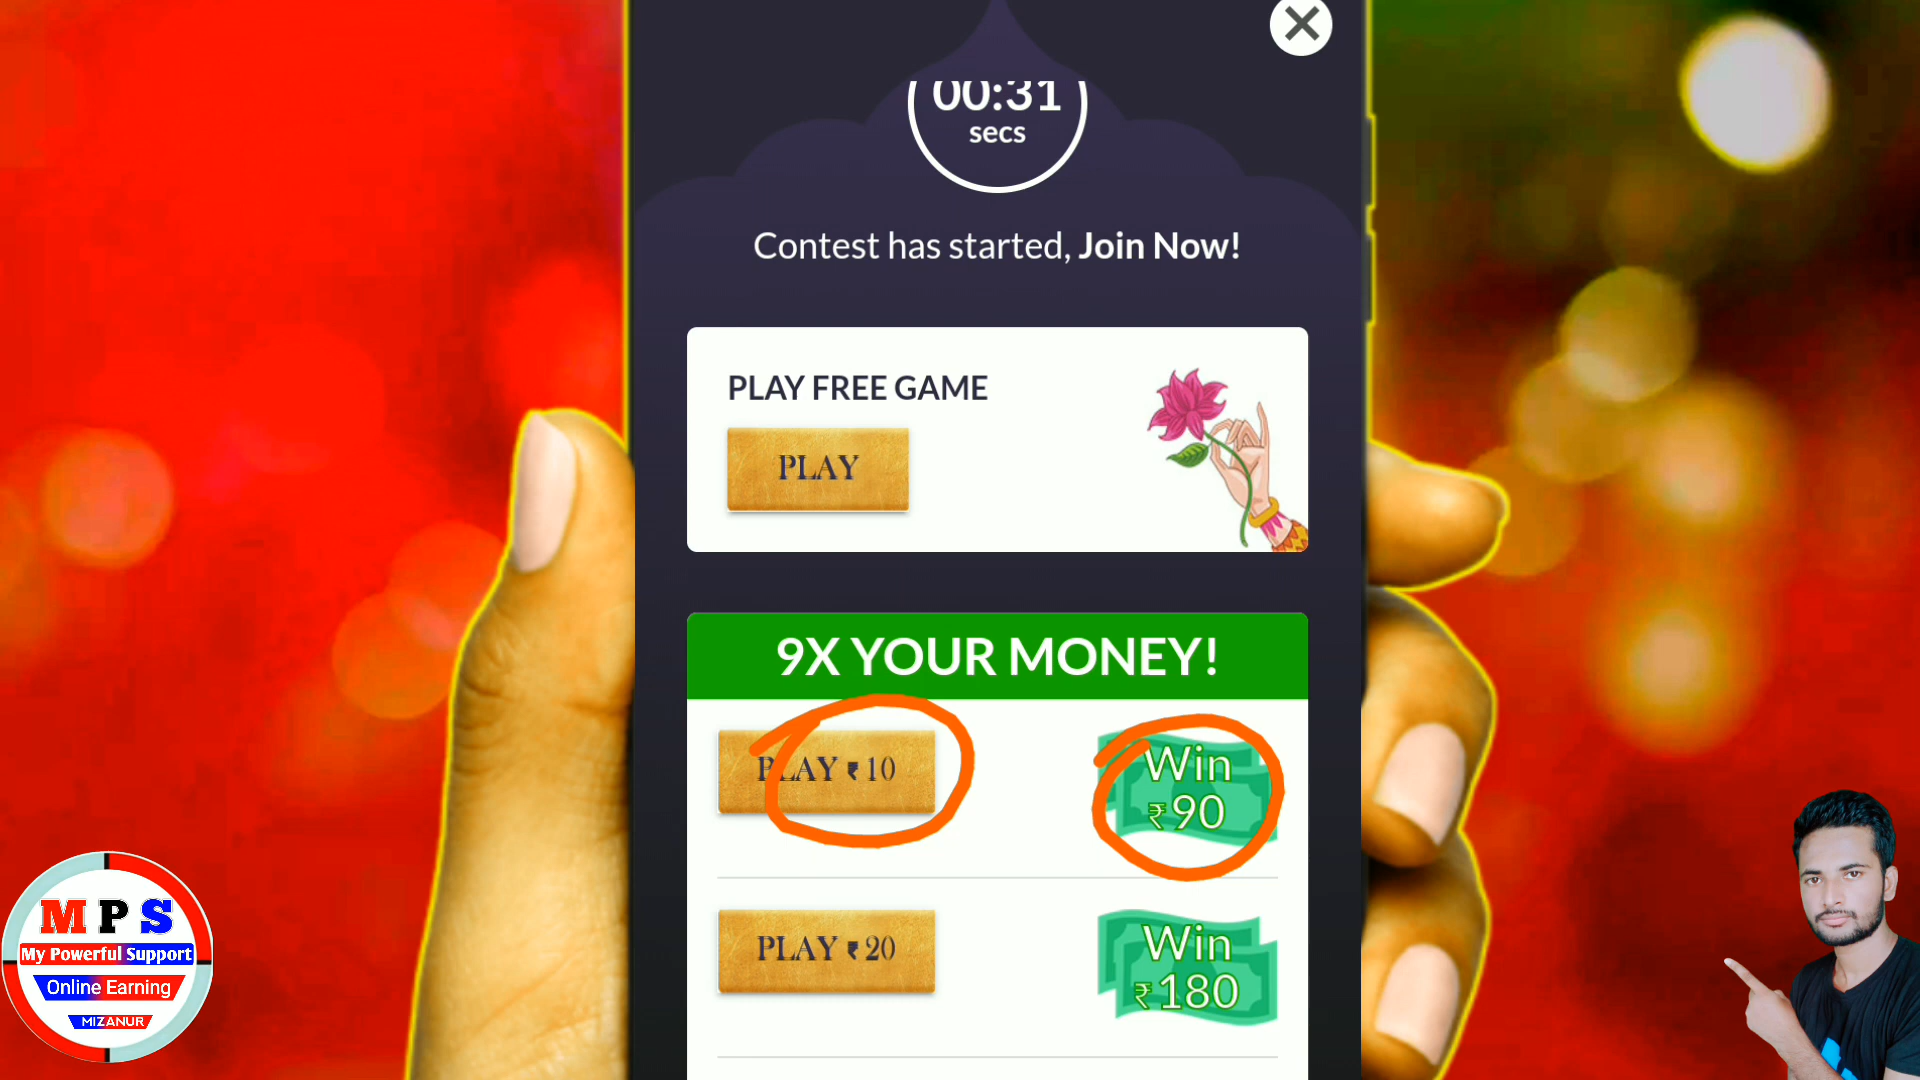 00:31
secs
Contest has started, Join Now!
PLAY FREE GAME
PLAY
9X YOUR MONEY!
PLAY ₹ 10
Win
₹90
PLAY ₹ 20
Win
₹180
M P S
My Powerful Support
Online Earning
MIZANUR